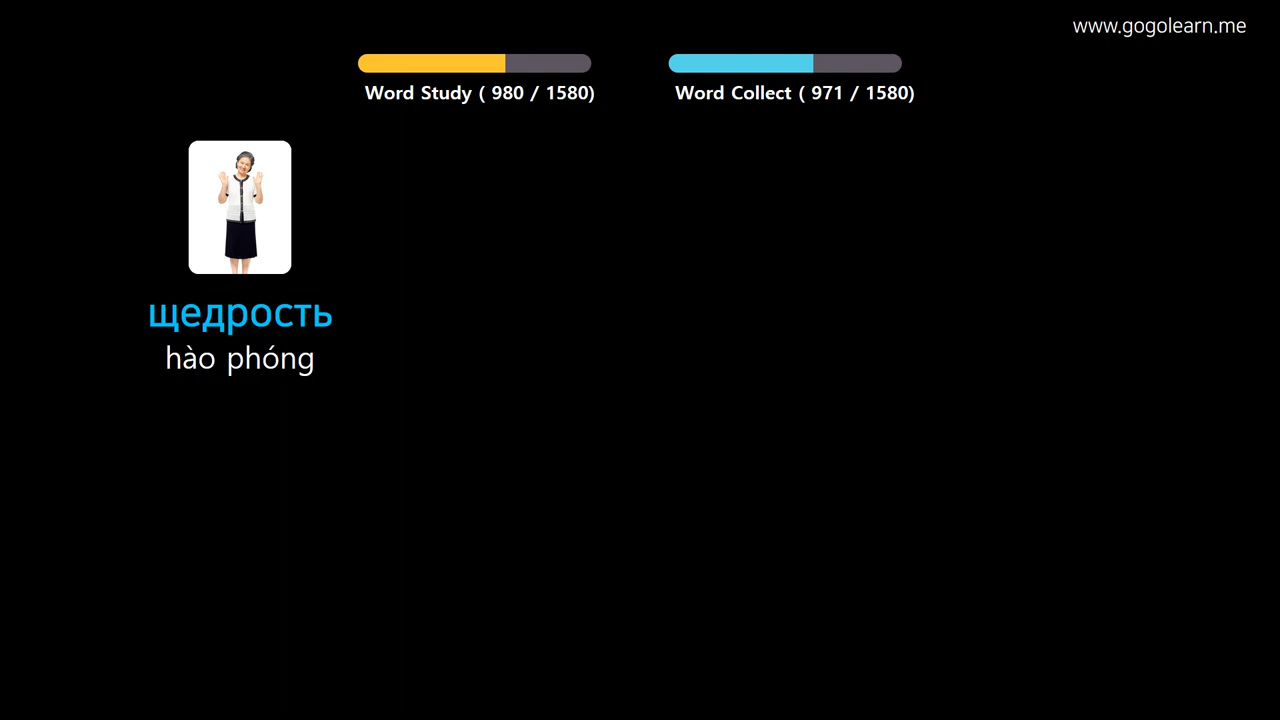 www.gogolearn.me
Word Study ( 980 / 1580)
Word Collect ( 971 / 1580)
щедрость
hào phóng